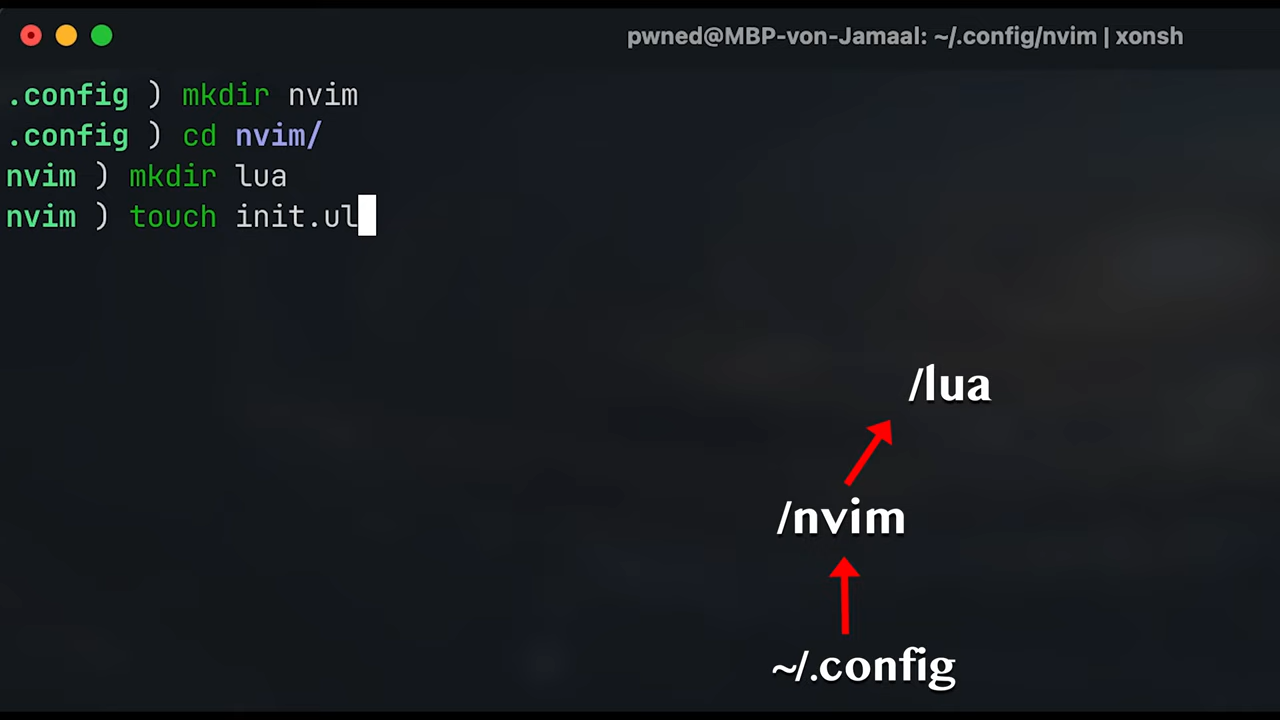 pwned@MBP-von-Jamaal: ~/.config/nvim | xonsh
.config ) mkdir nvim
.config ) cd nvim/
nvim ) mkdir lua
nvim ) touch init.ul
/lua
/nvim
~/.config